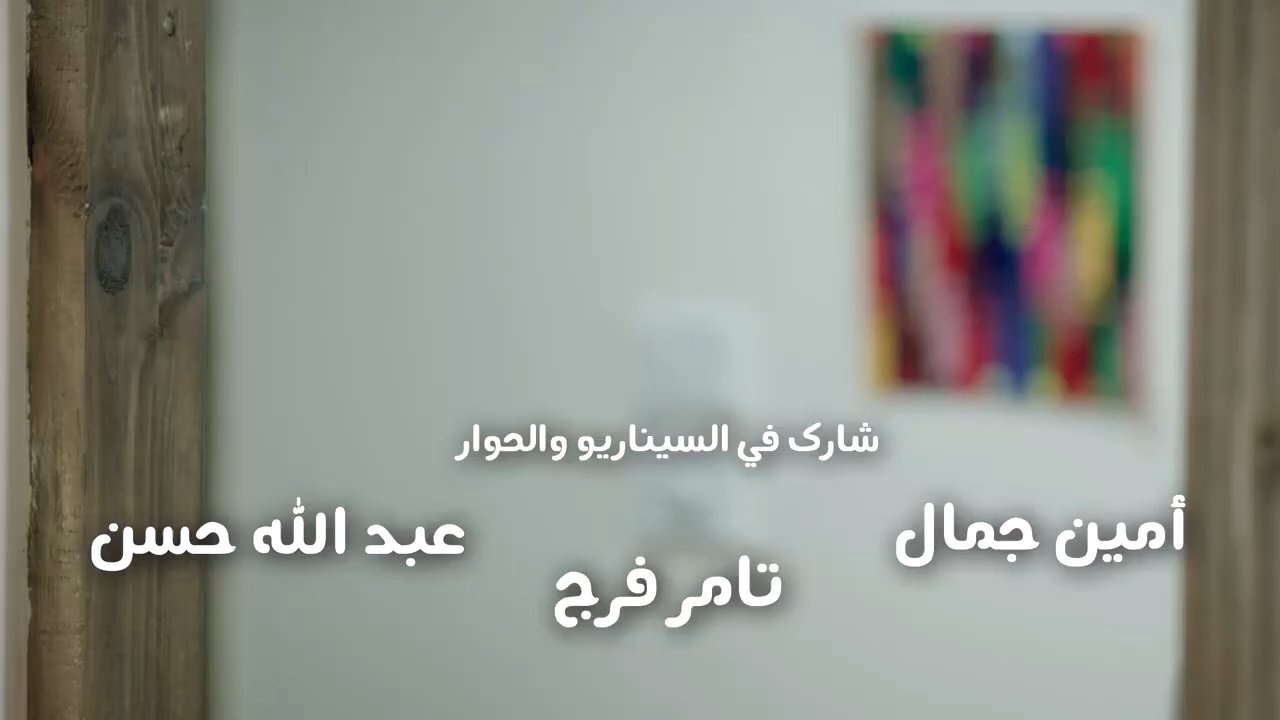 شارك في السيناريو والحوار
أمين جمال
عبد الله حسن
تامر فرج